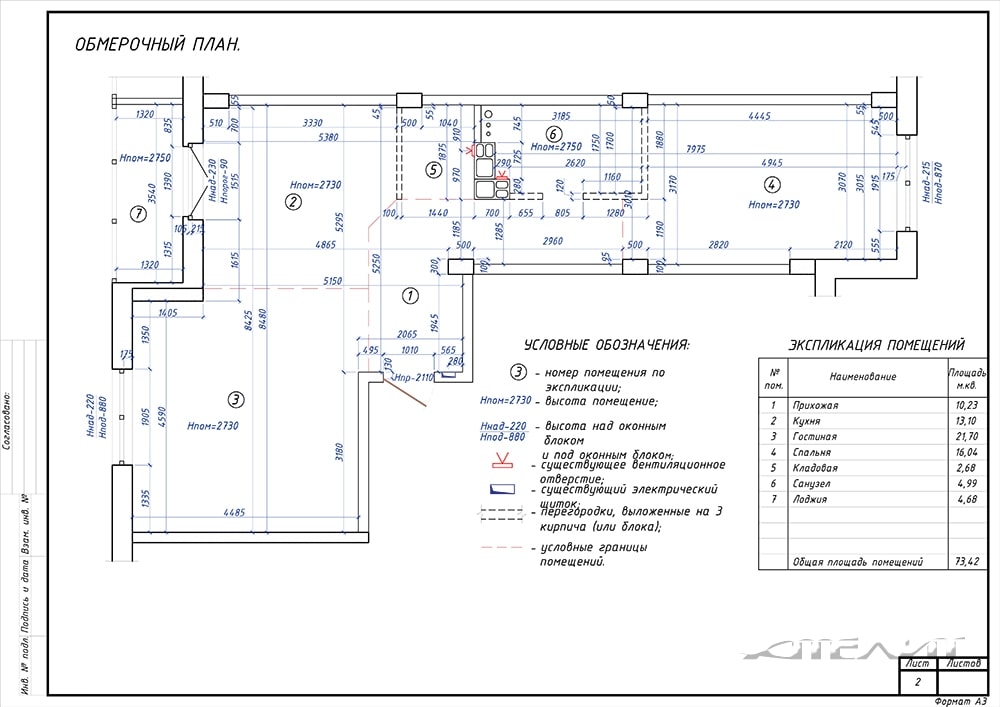 ОБМЕРОЧНЫЙ ПЛАН.
1320
835
Нпом=2750
3540
1390
7
105
215
1315
1320
55
510
700
3330
45
500
55
1040
5380
910
1875
970
5
Ннад-230
Нпорог-90
1515
Нпом=2730
2
5295
100
1440
1185
4865
1615
5150
5250
300
500
745
3185
50
6
Нпом=2750
1750
1700
290
725
2620
280
1160
320
3010
700
655
805
1280
1285
2960
500
100
95
1880
4445
55
500
545
7975
4945
3170
4
3070
3015
1915
175
Нпом=2730
Ннад-215
Нпод-870
1190
2820
2120
555
100
1
1945
2065
495
1010
565
280
130
Нпр-2110
1405
1350
175
8425
8480
3
Ннад-220
Нпод-880
1905
4590
Нпом=2730
3180
1335
4485
УСЛОВНЫЕ ОБОЗНАЧЕНИЯ:
3 - номер помещения по
экспликации;
Нпом=2730 - высота помещение;
Ннад-220 - высота над оконным
Нпод-880 блоком
и под оконным блоком;
- существующее вентиляционное
отверстие;
- существующий электрический
щиток;
- перегородки, выложенные на 3
кирпича (или блока);
- условные границы
помещений.
ЭКСПЛИКАЦИЯ ПОМЕЩЕНИЙ
№ пом. Наименование Площадь м.кв.
1 Прихожая 10,23
2 Кухня 13,10
3 Гостиная 21,70
4 Спальня 16,04
5 Кладовая 2,68
6 Санузел 4,99
7 Лоджия 4,68
Общая площадь помещений 73,42
Согласовано:
Взам. инв. №
Подпись и дата
Инв. № подл.
СТЕЛИТ
Лист Листов
2
Формат А3